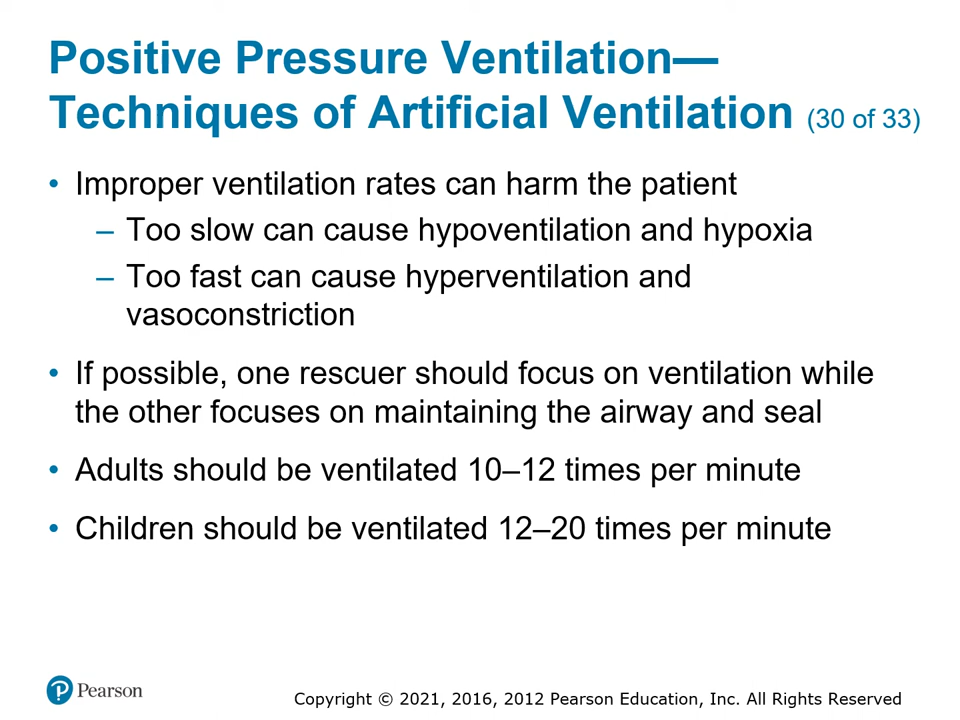 Positive Pressure Ventilation—
Techniques of Artificial Ventilation (30 of 33)
• Improper ventilation rates can harm the patient
– Too slow can cause hypoventilation and hypoxia
– Too fast can cause hyperventilation and
vasoconstriction
• If possible, one rescuer should focus on ventilation while
the other focuses on maintaining the airway and seal
• Adults should be ventilated 10–12 times per minute
• Children should be ventilated 12–20 times per minute
P Pearson
Copyright © 2021, 2016, 2012 Pearson Education, Inc. All Rights Reserved